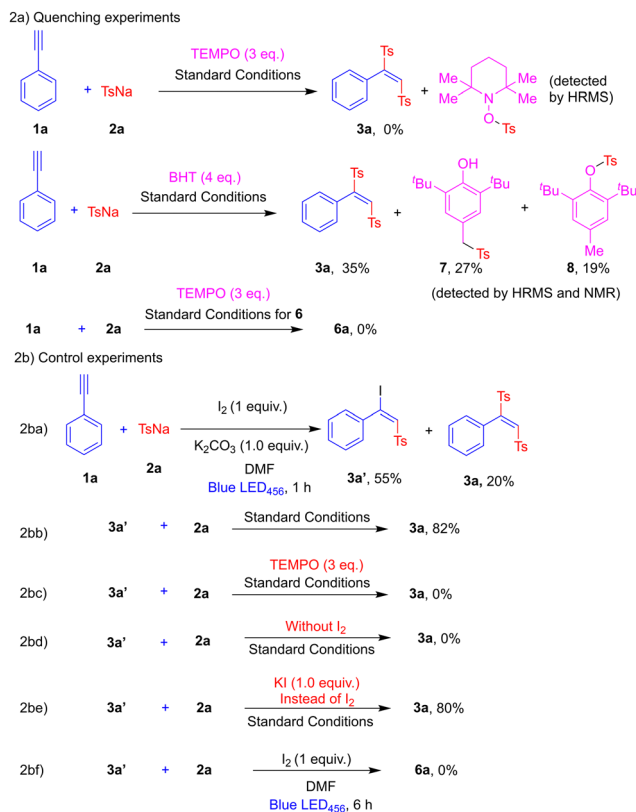 2a) Quenching experiments
Ts
TEMPO (3 eq.)
Standard Conditions
+ TsNa
Ts
+
Me Me
Me N Me
O
Ts
(detected
by HRMS)
1a 2a 3a, 0%
OH
tBu tBu
Ts
O
Ts
tBu tBu
BHT (4 eq.)
Standard Conditions
+ TsNa
Ts
+
+
Ts
Me
1a 2a 3a, 35% 7, 27% 8, 19%
(detected by HRMS and NMR)
TEMPO (3 eq.)
Standard Conditions for 6
1a + 2a 6a, 0%
2b) Control experiments
2ba)
I2 (1 equiv.)
K2CO3 (1.0 equiv.)
DMF
Blue LED456, 1 h
+ TsNa
I
Ts
+
Ts
Ts
1a 2a 3a', 55% 3a, 20%
2bb) 3a' + 2a Standard Conditions 3a, 82%
TEMPO (3 eq.)
2bc) 3a' + 2a Standard Conditions 3a, 0%
Without I2
2bd) 3a' + 2a Standard Conditions 3a, 0%
KI (1.0 equiv.)
Instead of I2
2be) 3a' + 2a Standard Conditions 3a, 80%
I2 (1 equiv.)
2bf) 3a' + 2a DMF 6a, 0%
Blue LED456, 6 h